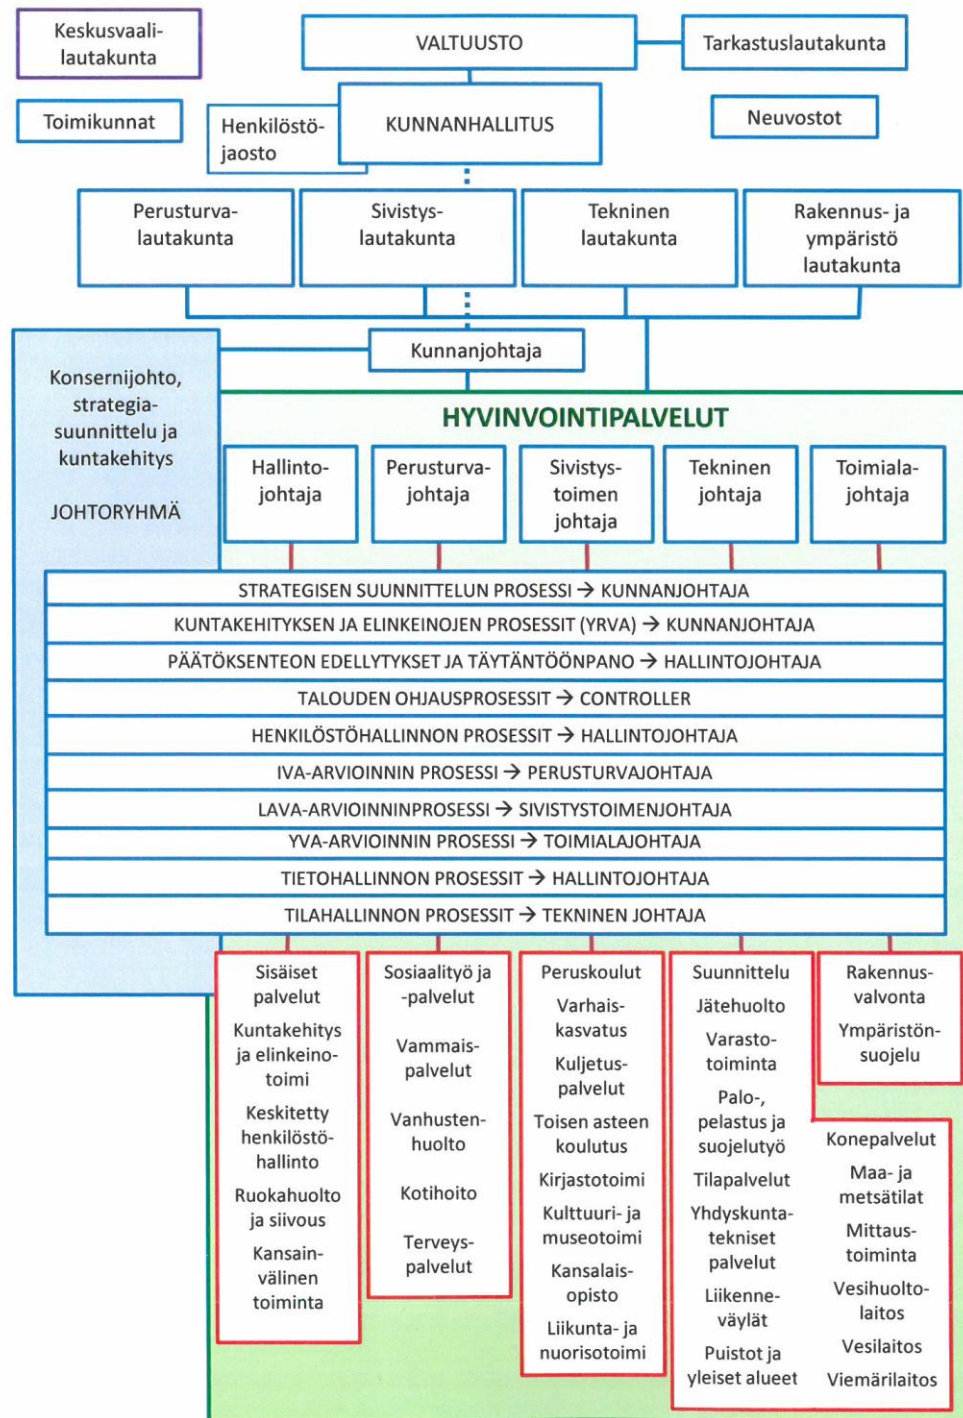 Keskusvaali-
lautakunta
VALTUUSTO
Tarkastuslautakunta
Toimikunnat
Henkilöstö-
jaosto
KUNNANHALLITUS
Neuvostot
Perusturva-
lautakunta
Sivistys-
lautakunta
Tekninen
lautakunta
Rakennus- ja
ympäristö
lautakunta
Kunnanjohtaja
Konsernijohto,
strategia-
suunnittelu ja
kuntakehitys
JOHTORYHMÄ
HYVINVOINTIPALVELUT
Hallinto-
johtaja
Perusturva-
johtaja
Sivistys-
toimen
johtaja
Tekninen
johtaja
Toimiala-
johtaja
STRATEGISEN SUUNNITTELUN PROSESSI → KUNNANJOHTAJA
KUNTAKEHITYKSEN JA ELINKEINOJEN PROSESSIT (YRVA) → KUNNANJOHTAJA
PÄÄTÖKSENTEON EDELLYTYKSET JA TÄYTÄNTÖÖNPANO → HALLINTOJOHTAJA
TALOUDEN OHJAUSPROSESSIT → CONTROLLER
HENKILÖSTÖHALLINNON PROSESSIT → HALLINTOJOHTAJA
IVA-ARVIOINNIN PROSESSI → PERUSTURVAJOHTAJA
LAVA-ARVIOINNINPROSESSI → SIVISTYSTOIMENJOHTAJA
YVA-ARVIOINNIN PROSESSI → TOIMIALAJOHTAJA
TIETOHALLINNON PROSESSIT → HALLINTOJOHTAJA
TILAHALLINNON PROSESSIT → TEKNINEN JOHTAJA
Sisäiset
palvelut
Kuntakehitys
ja elinkeino-
toimi
Keskitetty
henkilöstö-
hallinto
Ruokahuolto
ja siivous
Kansain-
välinen
toiminta
Sosiaalityö ja
-palvelut
Vammais-
palvelut
Vanhusten-
huolto
Kotihoito
Terveys-
palvelut
Peruskoulut
Varhais-
kasvatus
Kuljetus-
palvelut
Toisen asteen
koulutus
Kirjastotoimi
Kulttuuri- ja
museotoimi
Kansalais-
opisto
Liikunta- ja
nuorisotoimi
Suunnittelu
Jätehuolto
Varasto-
toiminta
Palo-,
pelastus ja
suojelutyö
Tilapalvelut
Yhdyskunta-
tekniset
palvelut
Liikenne-
väylät
Puistot ja
yleiset alueet
Konepalvelut
Maa- ja
metsätilat
Mittaus-
toiminta
Vesihuolto-
laitos
Vesilaitos
Viemärilaitos
Rakennus-
valvonta
Ympäristön-
suojelu